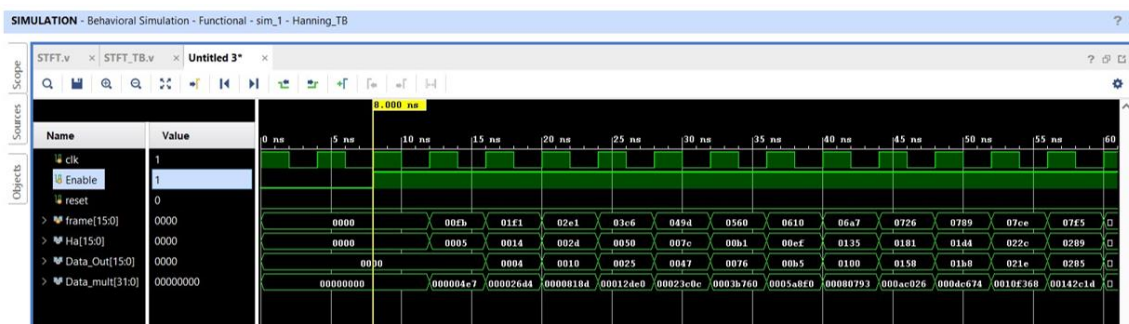 SIMULATION - Behavioral Simulation - Functional - sim_1 - Hanning_TB ?
STFT.v × STFT_TB.v × Untitled 3* ×
Scope
Sources
Objects
8.000 ns
Name Value 0 ns 5 ns 10 ns 15 ns 20 ns 25 ns 30 ns 35 ns 40 ns 45 ns 50 ns 55 ns 60
clk 1
Enable 1
reset 0
frame[15:0] 0000 0000 00fb 01f1 02e1 03c6 049d 0560 0610 06a7 0726 0789 07ce 07f5
Ha[15:0] 0000 0000 0005 0014 002d 0050 007c 00b1 00ef 0135 0181 01d4 022c 0289
Data_Out[15:0] 0000 0000 0004 0010 0025 0047 0076 00b5 0100 0158 01b8 021e 0285
Data_mult[31:0] 00000000 00000000 000004e7 000026d4 0000818d 00012de0 00023c0c 0003b760 0005a8f0 00080793 000ac026 000dc674 0010f368 00142c1d